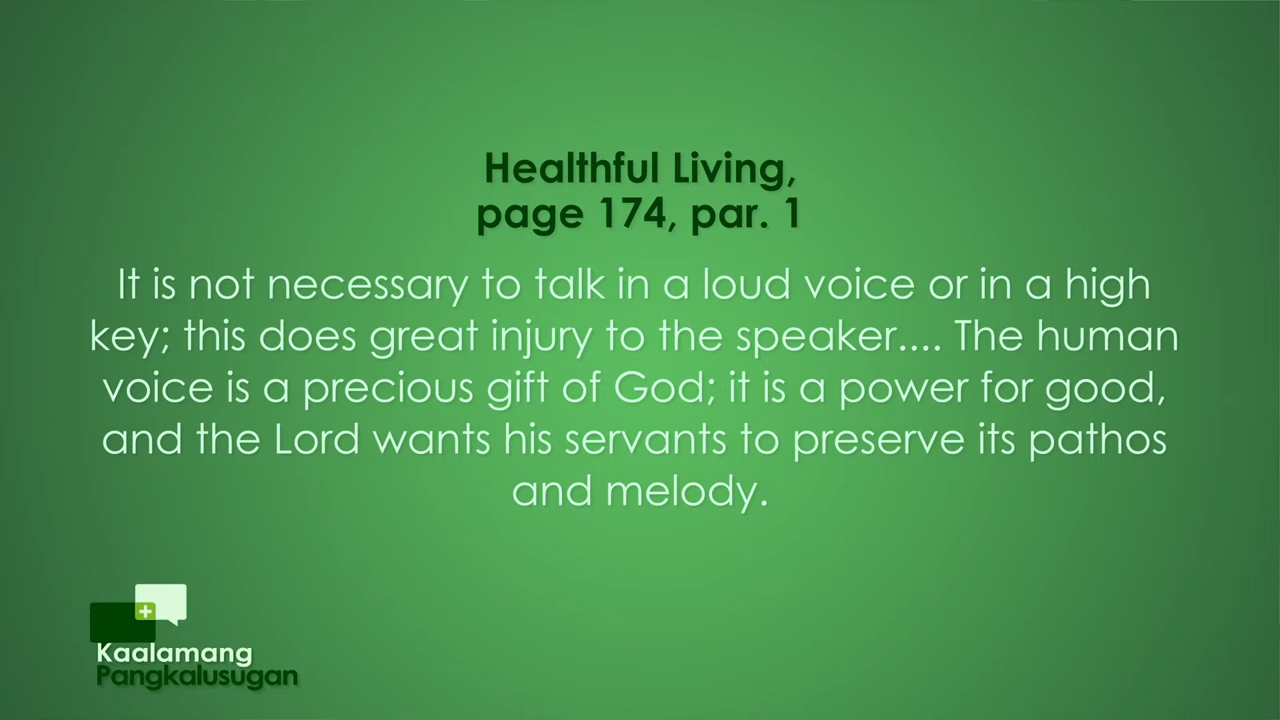 Healthful Living,
page 174, par. 1
It is not necessary to talk in a loud voice or in a high
key; this does great injury to the speaker.... The human
voice is a precious gift of God; it is a power for good,
and the Lord wants his servants to preserve its pathos
and melody.
Kaalamang
Pangkalusugan